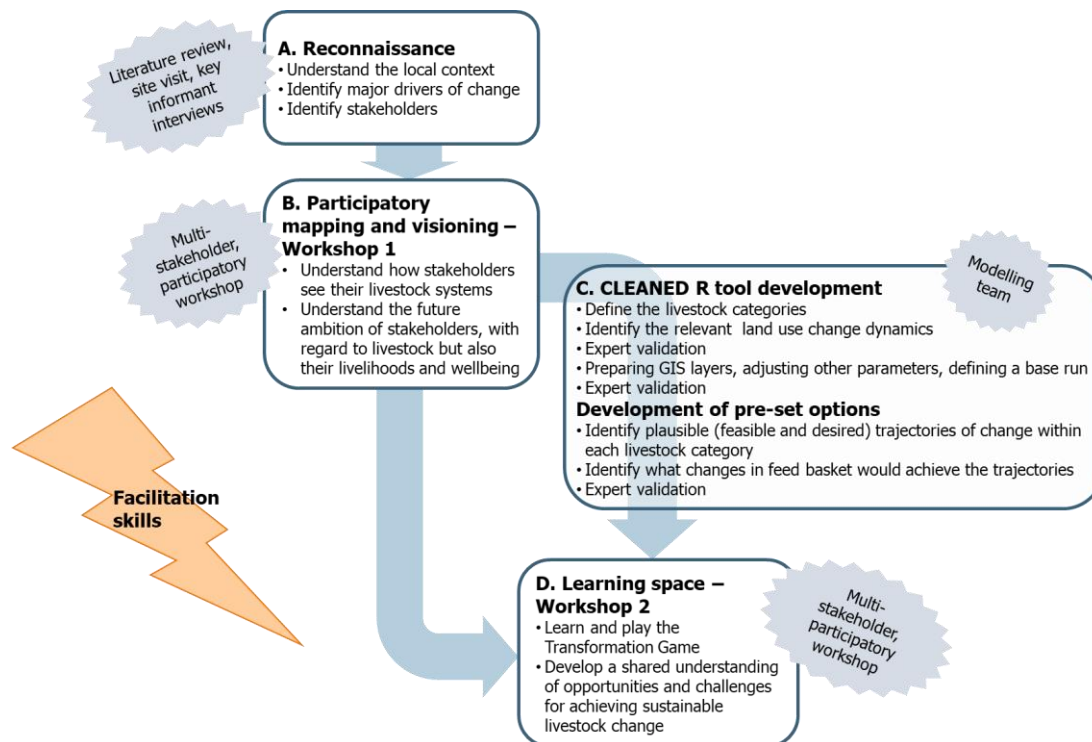 Literature review,
site visit, key
informant
interviews
A. Reconnaissance
• Understand the local context
• Identify major drivers of change
• Identify stakeholders
Multi-
stakeholder,
participatory
workshop
B. Participatory
mapping and visioning –
Workshop 1
• Understand how stakeholders
see their livestock systems
• Understand the future
ambition of stakeholders, with
regard to livestock but also
their livelihoods and wellbeing
Modelling
team
C. CLEANED R tool development
• Define the livestock categories
• Identify the relevant land use change dynamics
• Expert validation
• Preparing GIS layers, adjusting other parameters, defining a base run
• Expert validation
Development of pre-set options
• Identify plausible (feasible and desired) trajectories of change within
each livestock category
• Identify what changes in feed basket would achieve the trajectories
• Expert validation
Facilitation
skills
D. Learning space –
Workshop 2
• Learn and play the
Transformation Game
• Develop a shared understanding
of opportunities and challenges
for achieving sustainable
livestock change
Multi-
stakeholder,
participatory
workshop